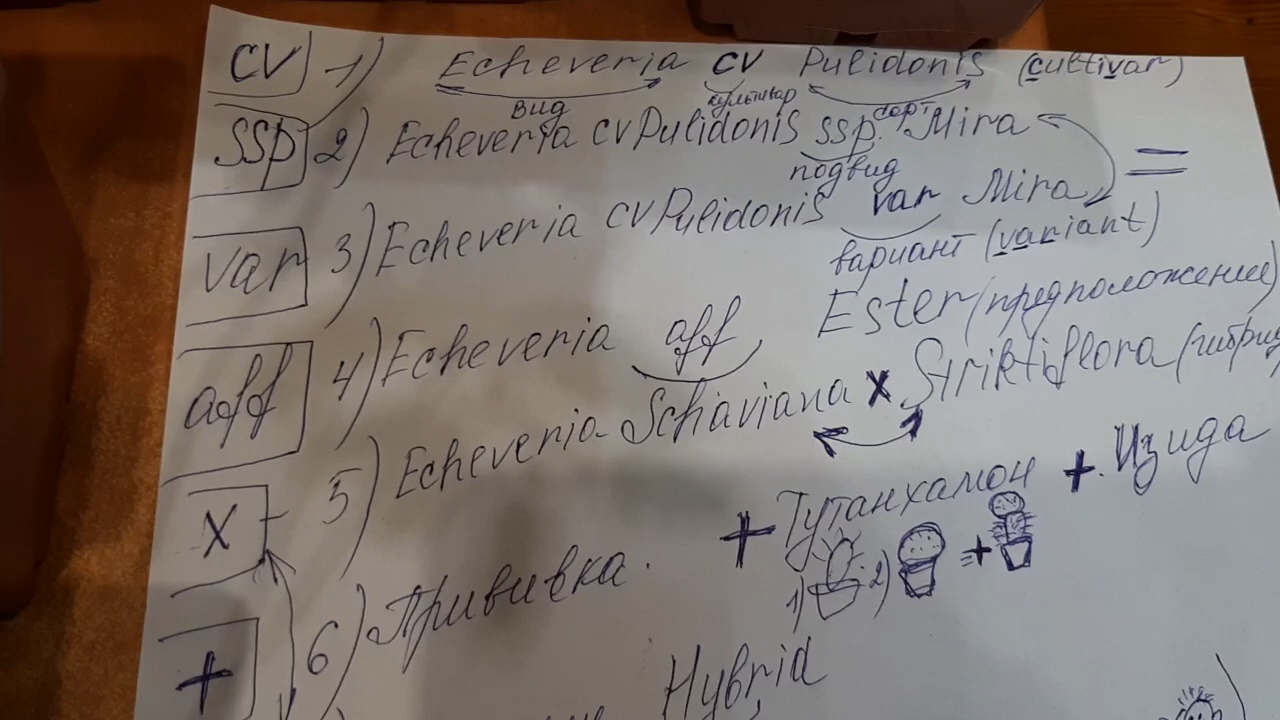 CV 1) Echeveria CV Pulidonis (cultivar)
вид культивар сорт
SSp 2) Echeveria CV Pulidonis SSp. Mira
подвид =
var 3) Echeveria CV Pulidonis var Mira
вариант (variant)
aff 4) Echeveria aff Ester (предположение)
X 5) Echeveria Schaviana X Striktiflora (гибрид
+ 6) Прививка. + Тутанхамон + Изида
1) 2) =+
Hybrid